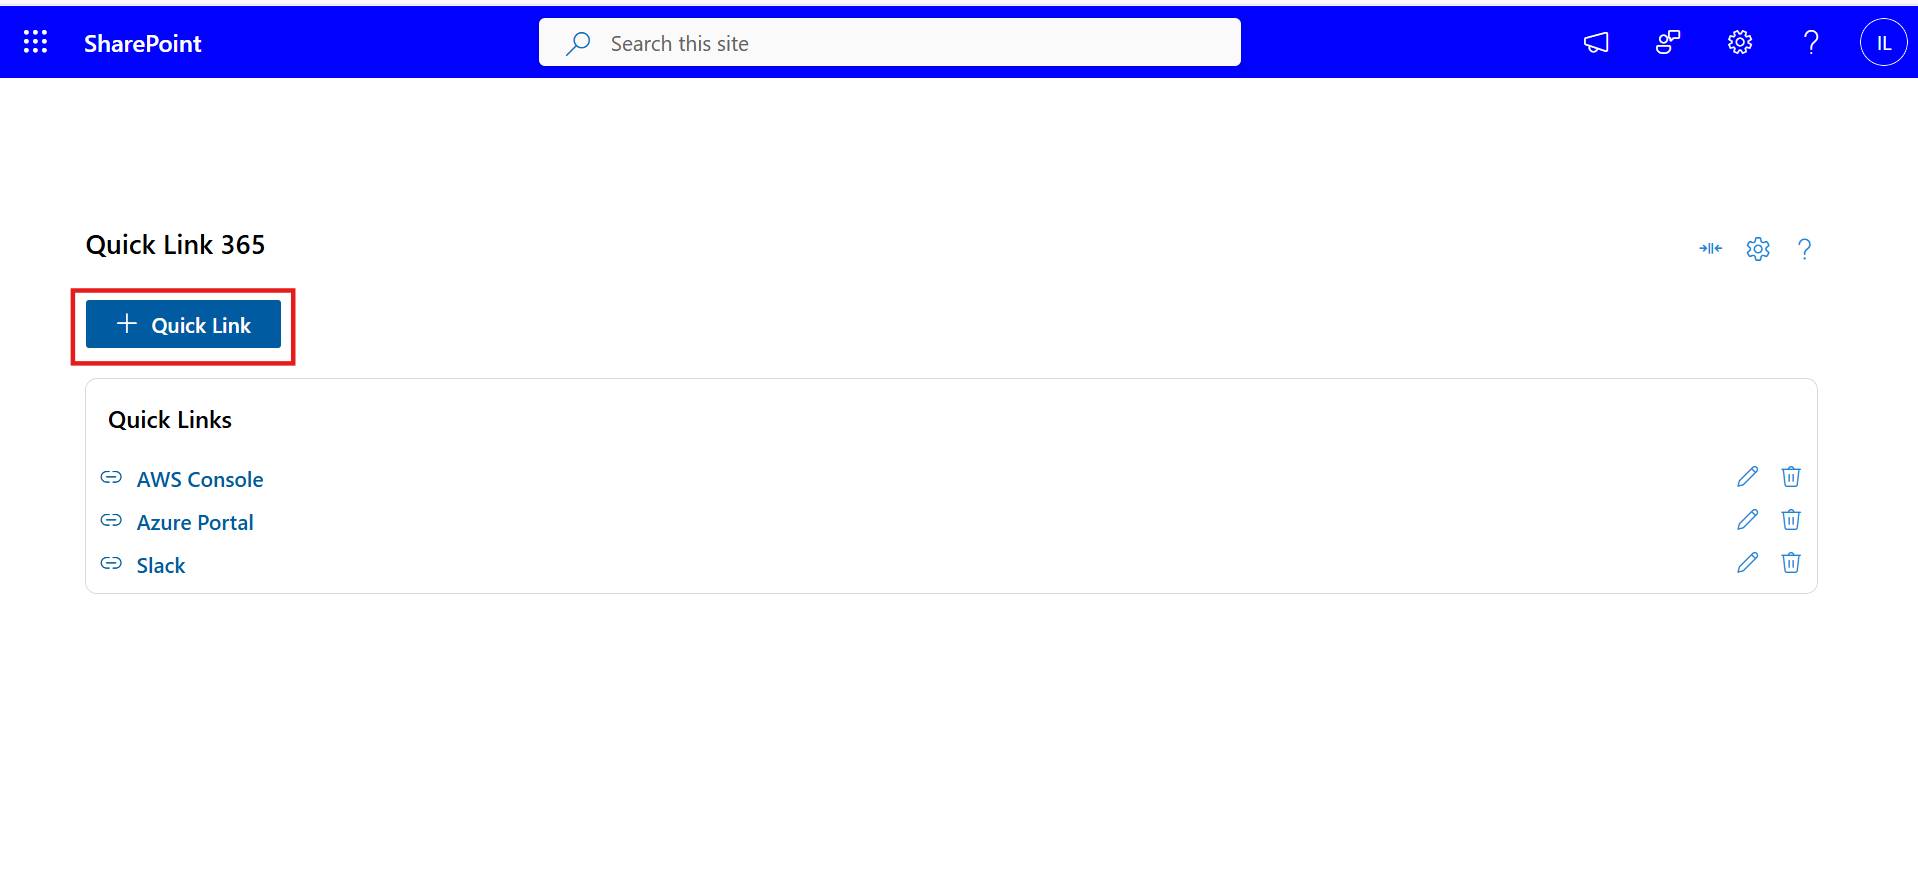 SharePoint
Search this site
IL
Quick Link 365
Quick Link
Quick Links
AWS Console
Azure Portal
Slack